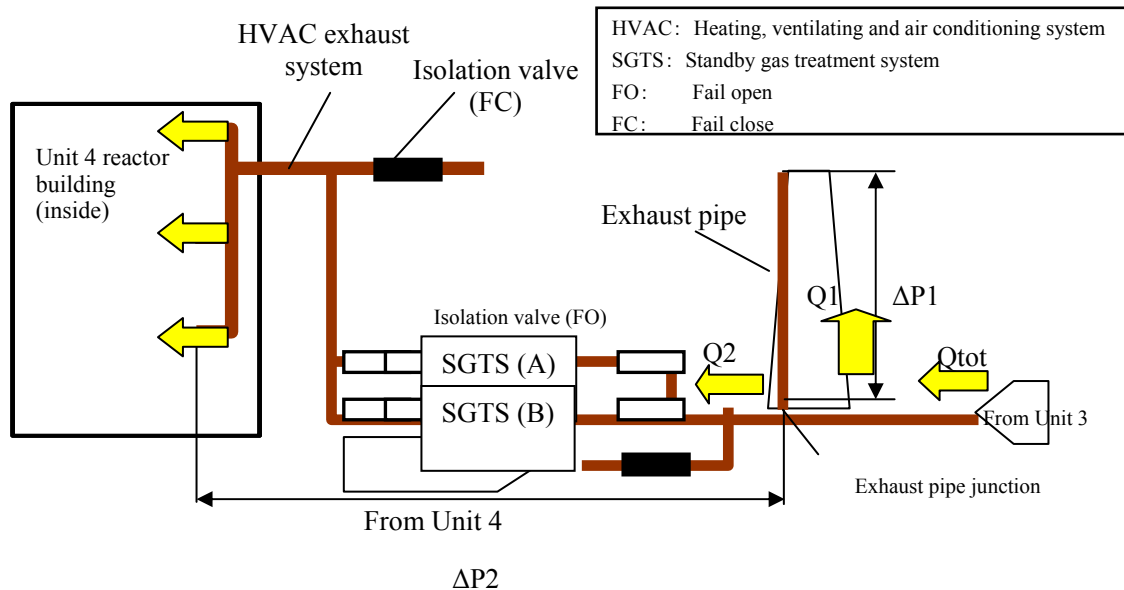 HVAC: Heating, ventilating and air conditioning system
SGTS: Standby gas treatment system
FO: Fail open
FC: Fail close
HVAC exhaust
system
Isolation valve
(FC)
Unit 4 reactor
building
(inside)
Exhaust pipe
Q1
ΔP1
Isolation valve (FO)
SGTS (A)
Q2
Qtot
SGTS (B)
From Unit 3
Exhaust pipe junction
From Unit 4
ΔP2